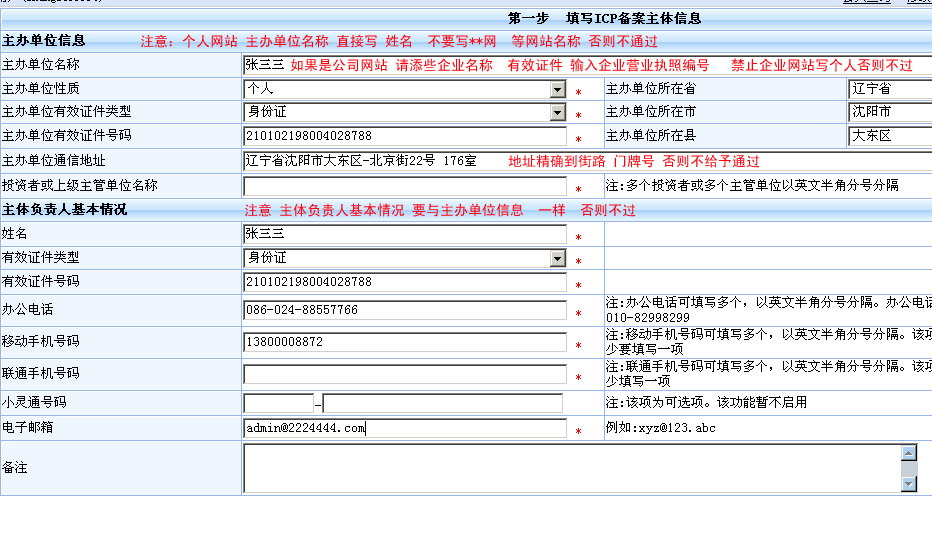 第一步 填写ICP备案主体信息
主办单位信息 注意：个人网站 主办单位名称 直接写 姓名 不要写**网 等网站名称 否则不通过
主办单位名称 张三三 如果是公司网站 请添些企业名称 有效证件 输入企业营业执照编号 禁止企业网站写个人否则不过
主办单位性质 个人 * 主办单位所在省 辽宁省
主办单位有效证件类型 身份证 * 主办单位所在市 沈阳市
主办单位有效证件号码 210102198004028788 * 主办单位所在县 大东区
主办单位通信地址 辽宁省沈阳市大东区-北京街22号 176室 地址精确到街路 门牌号 否则不给予通过
投资者或上级主管单位名称 * 注:多个投资者或多个主管单位以英文半角分号分隔
主体负责人基本情况 注意 主体负责人基本情况 要与主办单位信息 一样 否则不过
姓名 张三三 *
有效证件类型 身份证 *
有效证件号码 210102198004028788 *
办公电话 086-024-88557766 * 注:办公电话可填写多个，以英文半角分号分隔。办公电话
010-82998299
移动手机号码 13800008872 * 注:移动手机号码可填写多个，以英文半角分号分隔。该项
少要填写一项
联通手机号码 * 注:联通手机号码可填写多个，以英文半角分号分隔。该项
少填写一项
小灵通号码 - 注:该项为可选项。该功能暂不启用
电子邮箱 admin@2224444.com * 例如:xyz@123.abc
备注